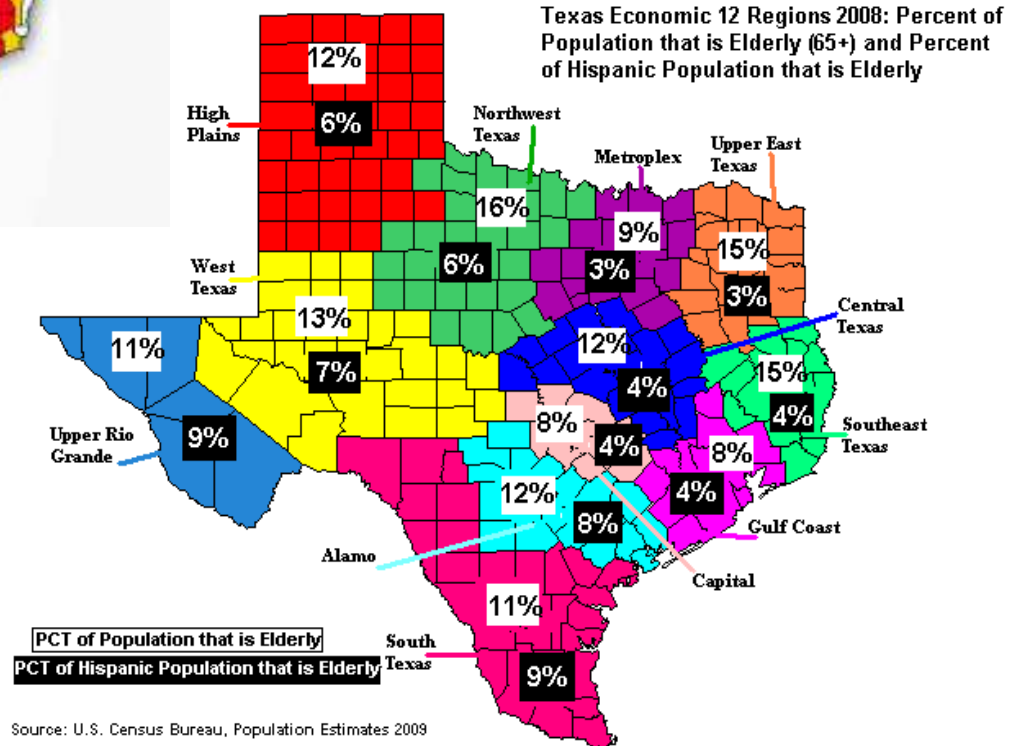 Texas Economic 12 Regions 2008: Percent of
Population that is Elderly (65+) and Percent
of Hispanic Population that is Elderly
12%
High
Plains
6%
Northwest
Texas
Metroplex
Upper East
Texas
16%
9%
15%
6%
3%
3%
West
Texas
13%
7%
Central
Texas
12%
4%
11%
9%
Upper Rio
Grande
15%
4%
Southeast
Texas
8%
4%
8%
4%
Gulf Coast
12%
8%
Alamo
Capital
11%
9%
South
Texas
PCT of Population that is Elderly
PCT of Hispanic Population that is Elderly
Source: U.S. Census Bureau, Population Estimates 2009